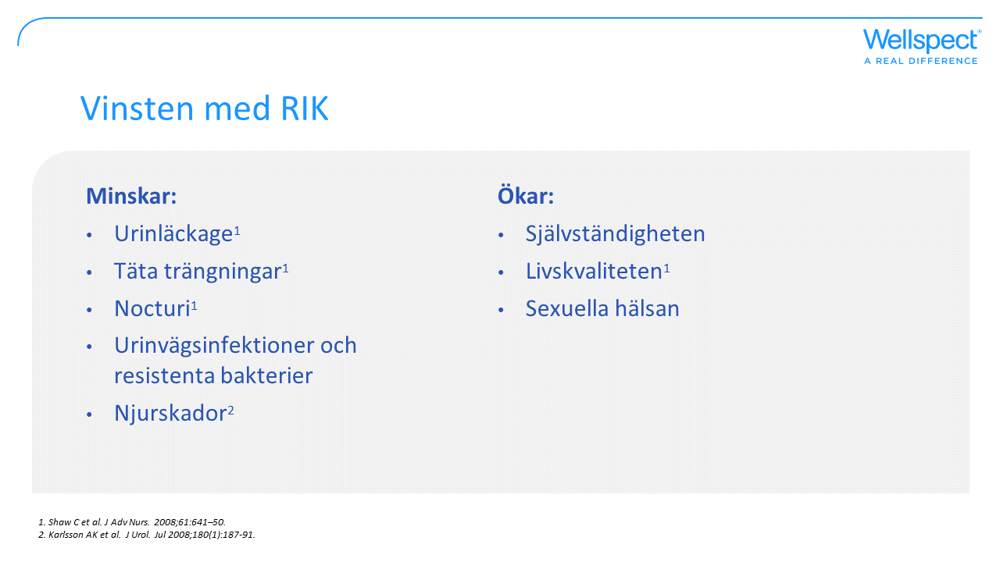 Wellspect®
A REAL DIFFERENCE
Vinsten med RIK
Minskar:
• Urinläckage¹
• Täta trängningar¹
• Nocturi¹
• Urinvägsinfektioner och
resistenta bakterier
• Njurskador²
Ökar:
• Självständigheten
• Livskvaliteten¹
• Sexuella hälsan
1. Shaw C et al. J Adv Nurs. 2008;61:641–50.
2. Karlsson AK et al. J Urol. Jul 2008;180(1):187-91.